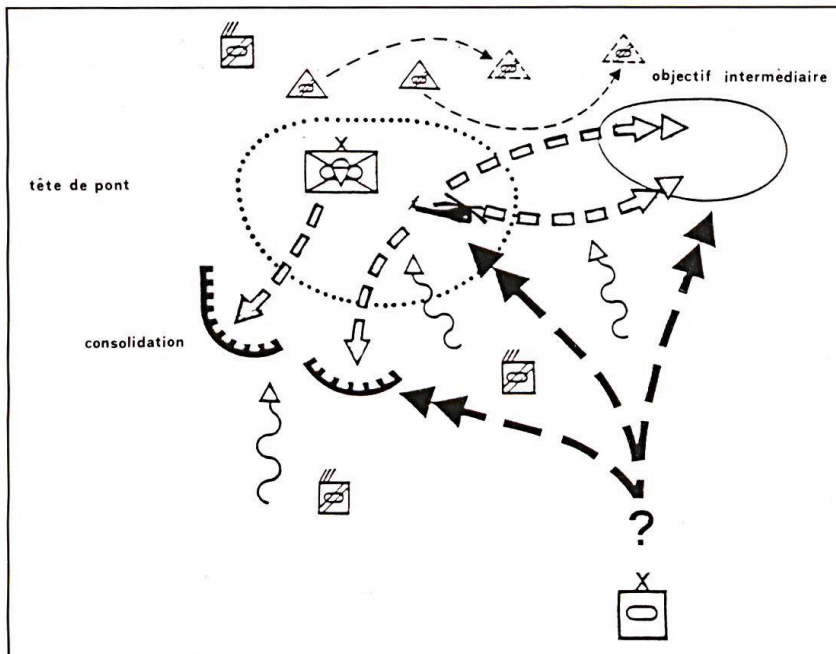 objectif intermédiaire
tête de pont
consolidation
?